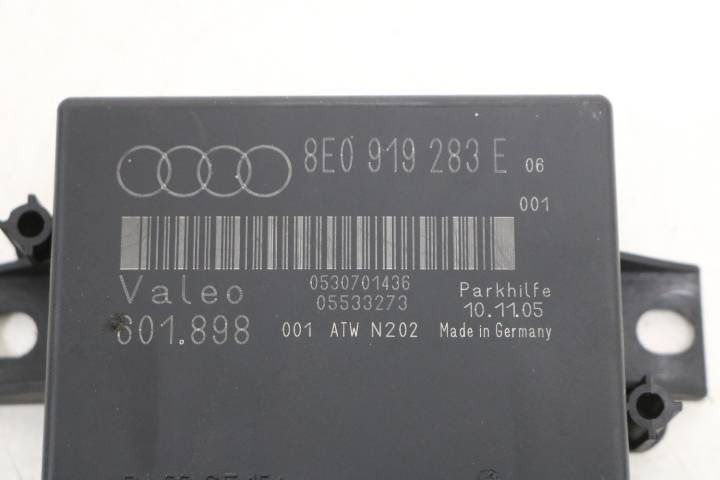 8E0 919 283 E 06
001
0530701436
Valeo 05533273 Parkhilfe
10.11.05
601.898 001 ATW N202 Made in Germany